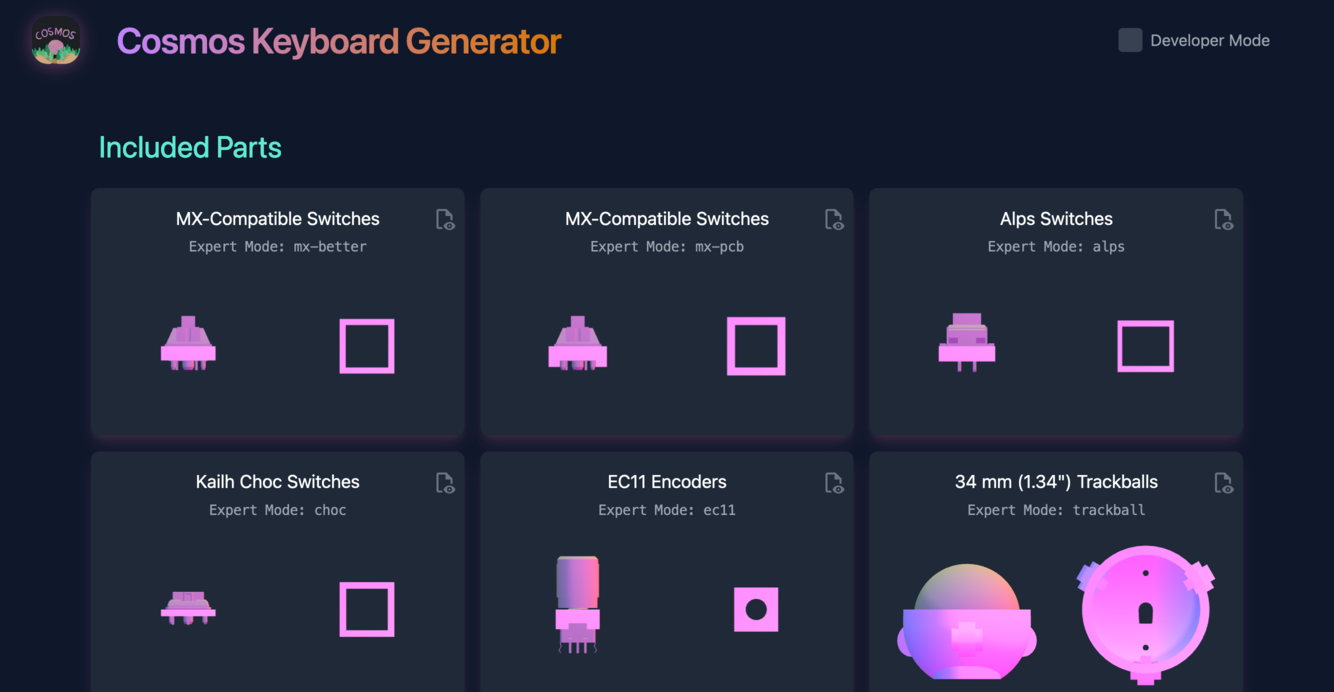 COSMOS
Cosmos Keyboard Generator
Developer Mode
Included Parts
MX-Compatible Switches
Expert Mode: mx-better
MX-Compatible Switches
Expert Mode: mx-pcb
Alps Switches
Expert Mode: alps
Kailh Choc Switches
Expert Mode: choc
EC11 Encoders
Expert Mode: ec11
34 mm (1.34") Trackballs
Expert Mode: trackball